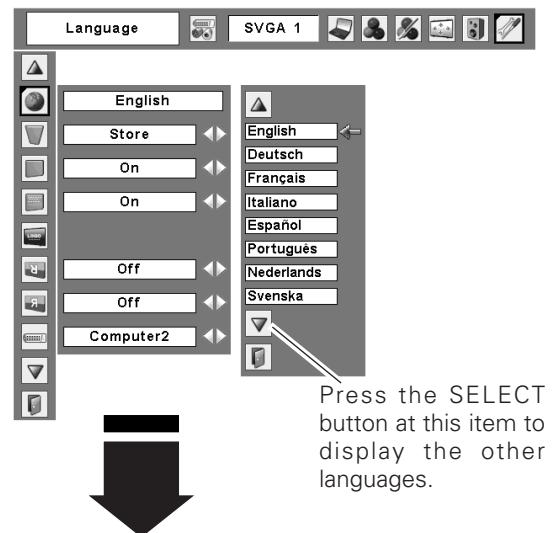 Language
SVGA 1
English
Store
On
On
Off
Off
Computer2
English
Deutsch
Français
Italiano
Español
Português
Nederlands
Svenska
Press the SELECT
button at this item to
display the other
languages.